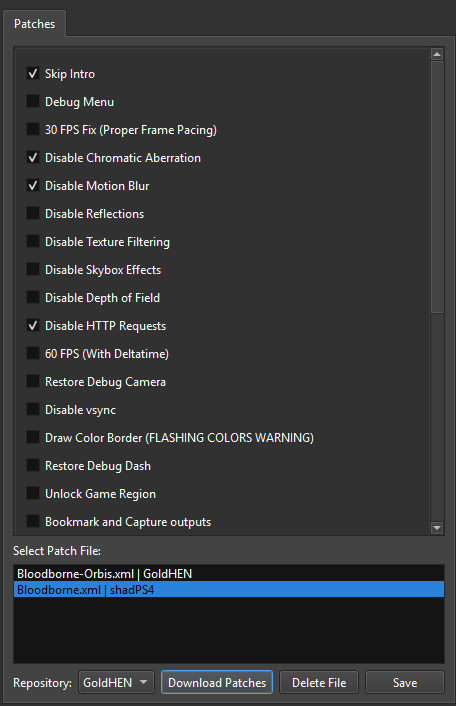 Patches
Skip Intro
Debug Menu
30 FPS Fix (Proper Frame Pacing)
Disable Chromatic Aberration
Disable Motion Blur
Disable Reflections
Disable Texture Filtering
Disable Skybox Effects
Disable Depth of Field
Disable HTTP Requests
60 FPS (With Deltatime)
Restore Debug Camera
Disable vsync
Draw Color Border (FLASHING COLORS WARNING)
Restore Debug Dash
Unlock Game Region
Bookmark and Capture outputs
Select Patch File:
Bloodborne-Orbis.xml | GoldHEN
Bloodborne.xml | shadPS4
Repository: GoldHEN Download Patches Delete File Save